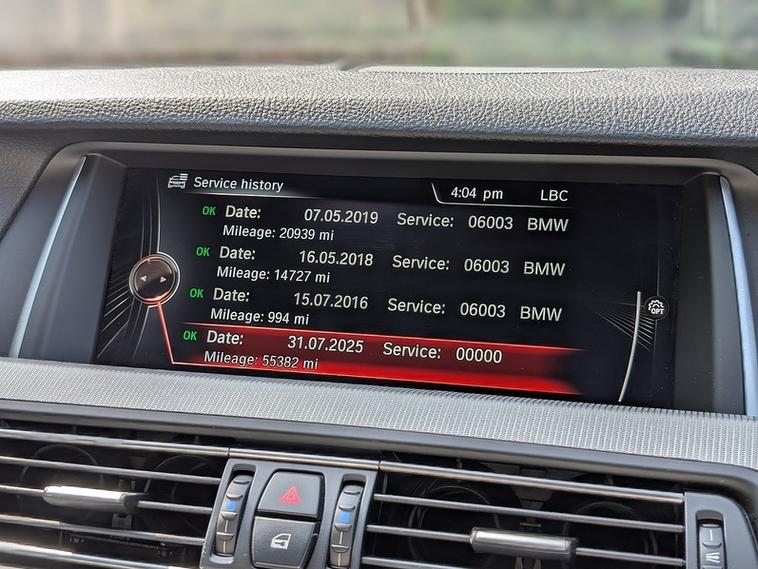 Service history 4:04 pm LBC
OK Date: 07.05.2019 Service: 06003 BMW
Mileage: 20939 mi
OK Date: 16.05.2018 Service: 06003 BMW
Mileage: 14727 mi
OK Date: 15.07.2016 Service: 06003 BMW
Mileage: 994 mi
OK Date: 31.07.2025 Service: 00000
Mileage: 55382 mi
OPT